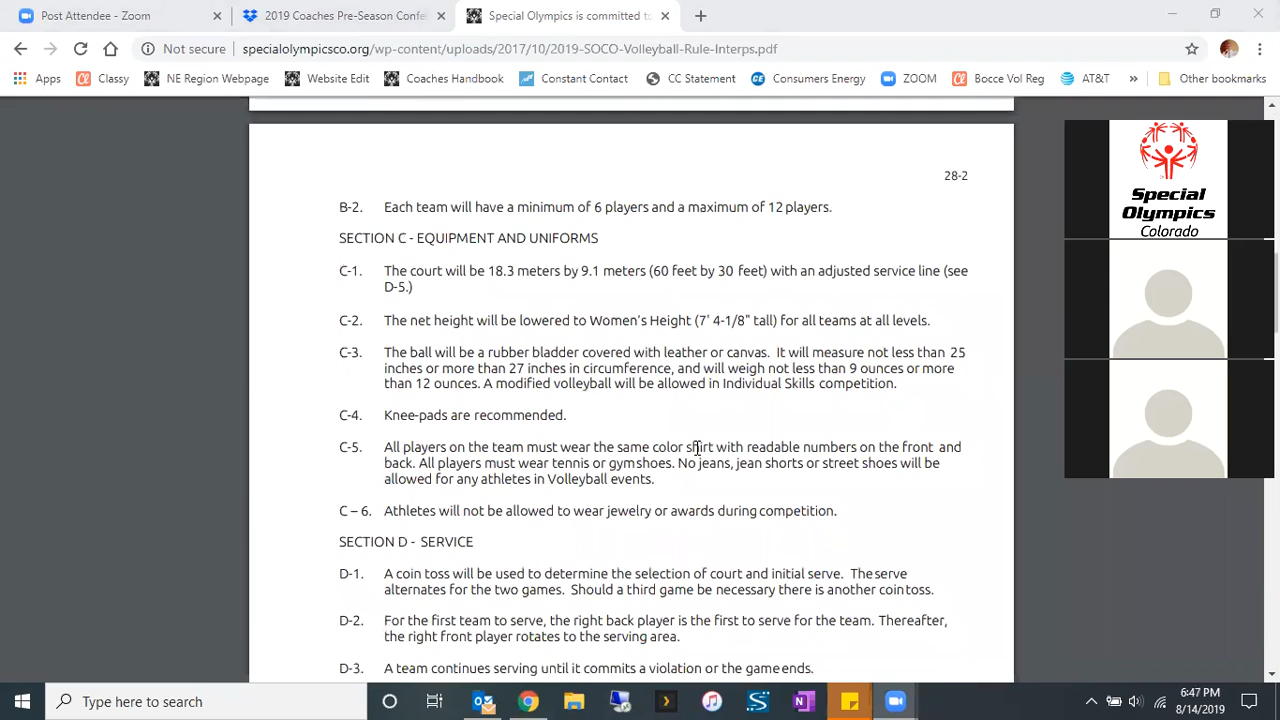 Post Attendee - Zoom
2019 Coaches Pre-Season Confe
Special Olympics is committed to
Not secure
specialolympicsco.org/wp-content/uploads/2017/10/2019-SOCO-Volleyball-Rule-Interps.pdf
Apps
Classy
NE Region Webpage
Website Edit
Coaches Handbook
Constant Contact
CC Statement
Consumers Energy
ZOOM
Bocce Vol Reg
AT&T
Other bookmarks
28-2
B-2. Each team will have a minimum of 6 players and a maximum of 12 players.
SECTION C - EQUIPMENT AND UNIFORMS
C-1. The court will be 18.3 meters by 9.1 meters (60 feet by 30 feet) with an adjusted service line (see
D-5.)
C-2. The net height will be lowered to Women's Height (7' 4-1/8" tall) for all teams at all levels.
C-3. The ball will be a rubber bladder covered with leather or canvas. It will measure not less than 25
inches or more than 27 inches in circumference, and will weigh not less than 9 ounces or more
than 12 ounces. A modified volleyball will be allowed in Individual Skills competition.
C-4. Knee-pads are recommended.
C-5. All players on the team must wear the same color shirt with readable numbers on the front and
back. All players must wear tennis or gym shoes. No jeans, jean shorts or street shoes will be
allowed for any athletes in Volleyball events.
C – 6. Athletes will not be allowed to wear jewelry or awards during competition.
SECTION D - SERVICE
D-1. A coin toss will be used to determine the selection of court and initial serve. The serve
alternates for the two games. Should a third game be necessary there is another coin toss.
D-2. For the first team to serve, the right back player is the first to serve for the team. Thereafter,
the right front player rotates to the serving area.
D-3. A team continues serving until it commits a violation or the game ends.
Special
Olympics
Colorado
Type here to search
6:47 PM
8/14/2019